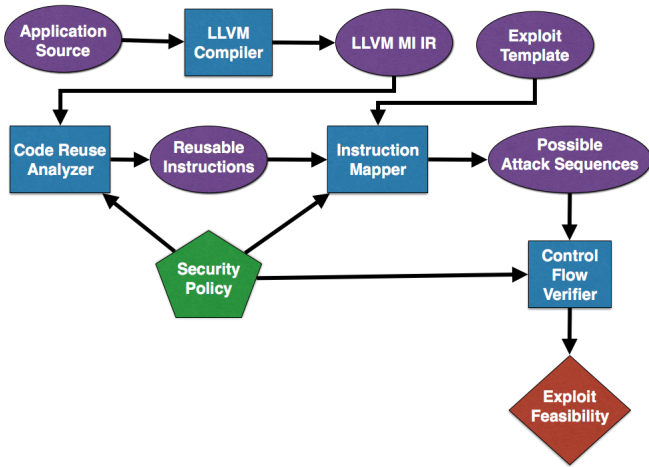 Application
Source
LLVM
Compiler
LLVM MI IR
Exploit
Template
Code Reuse
Analyzer
Reusable
Instructions
Instruction
Mapper
Possible
Attack Sequences
Security
Policy
Control
Flow
Verifier
Exploit
Feasibility